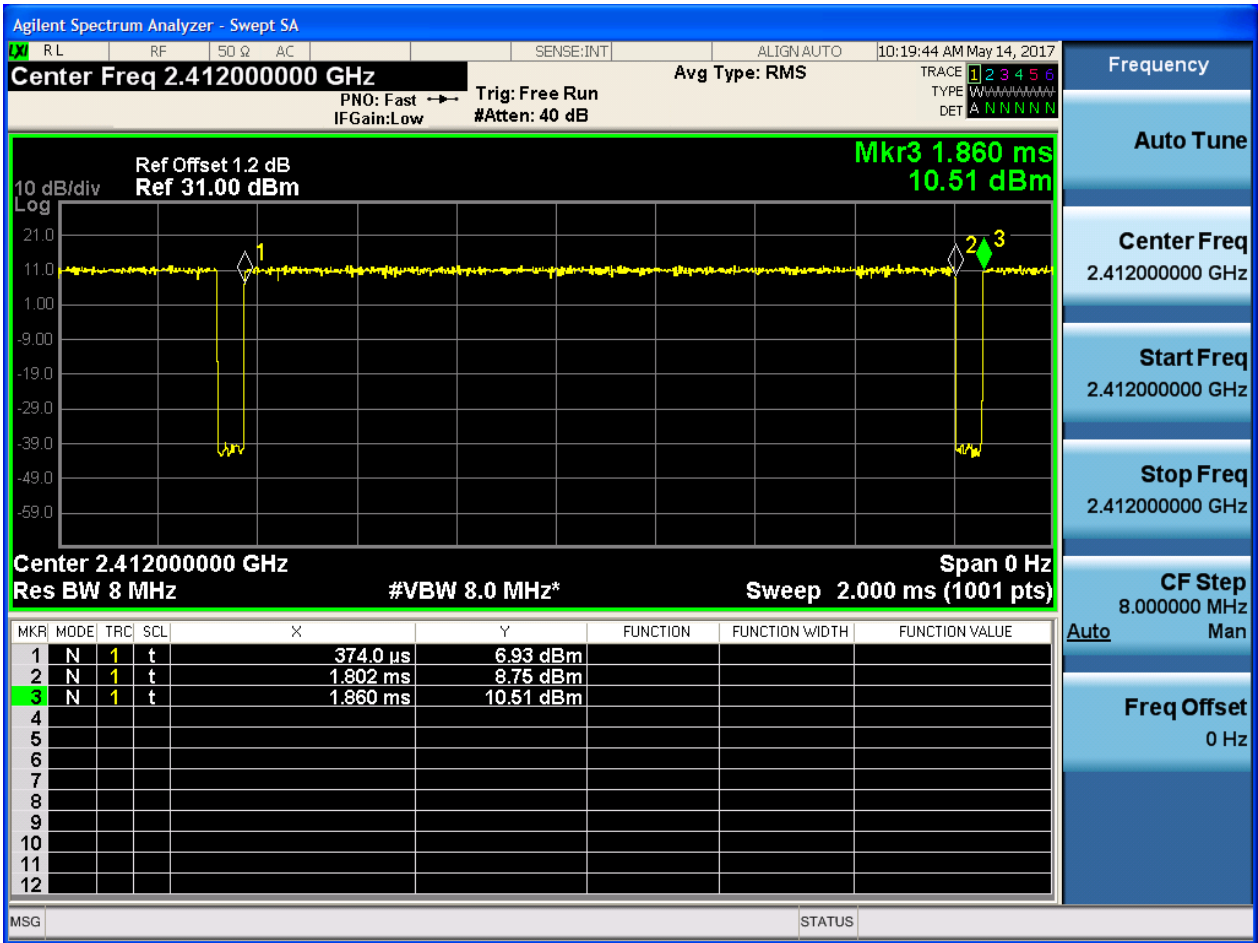 Agilent Spectrum Analyzer - Swept SA
LXI RL RF 50 Ω AC SENSE:INT ALIGNAUTO 10:19:44 AM May 14, 2017
Center Freq 2.412000000 GHz
PNO: Fast
IFGain:Low
Trig: Free Run
#Atten: 40 dB
Avg Type: RMS
TRACE 1 2 3 4 5 6
TYPE W
DET A N N N N N
Ref Offset 1.2 dB
Ref 31.00 dBm
10 dB/div
Log
Mkr3 1.860 ms
10.51 dBm
21.0
11.0
1.00
-9.00
-19.0
-29.0
-39.0
-49.0
-59.0
1
2
3
Center 2.412000000 GHz
Span 0 Hz
Res BW 8 MHz
#VBW 8.0 MHz*
Sweep 2.000 ms (1001 pts)
MKR MODE TRC SCL X Y FUNCTION FUNCTION WIDTH FUNCTION VALUE
1 N 1 t 374.0 µs 6.93 dBm
2 N 1 t 1.802 ms 8.75 dBm
3 N 1 t 1.860 ms 10.51 dBm
4
5
6
7
8
9
10
11
12
MSG
STATUS
Frequency
Auto Tune
Center Freq
2.412000000 GHz
Start Freq
2.412000000 GHz
Stop Freq
2.412000000 GHz
CF Step
8.000000 MHz
Auto Man
Freq Offset
0 Hz